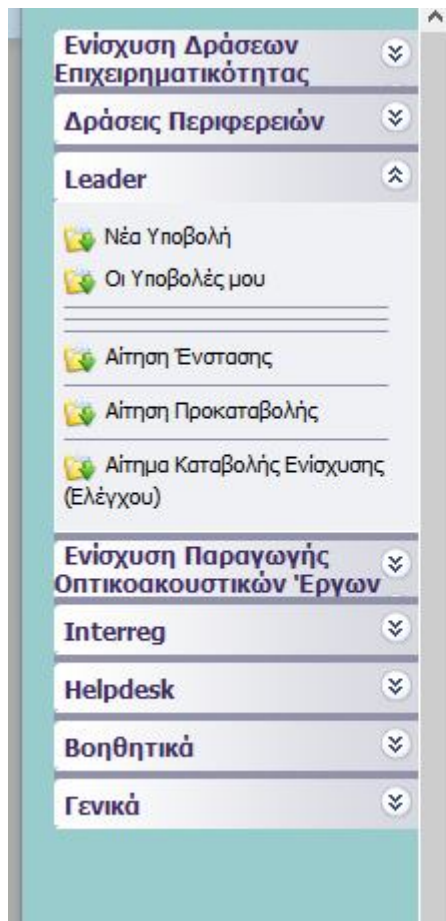 Ενίσχυση Δράσεων
Επιχειρηματικότητας
Δράσεις Περιφερειών
Leader
Νέα Υποβολή
Οι Υποβολές μου
Αίτηση Ένστασης
Αίτηση Προκαταβολής
Αίτημα Καταβολής Ενίσχυσης
(Ελέγχου)
Ενίσχυση Παραγωγής
Οπτικοακουστικών Έργων
Interreg
Helpdesk
Βοηθητικά
Γενικά